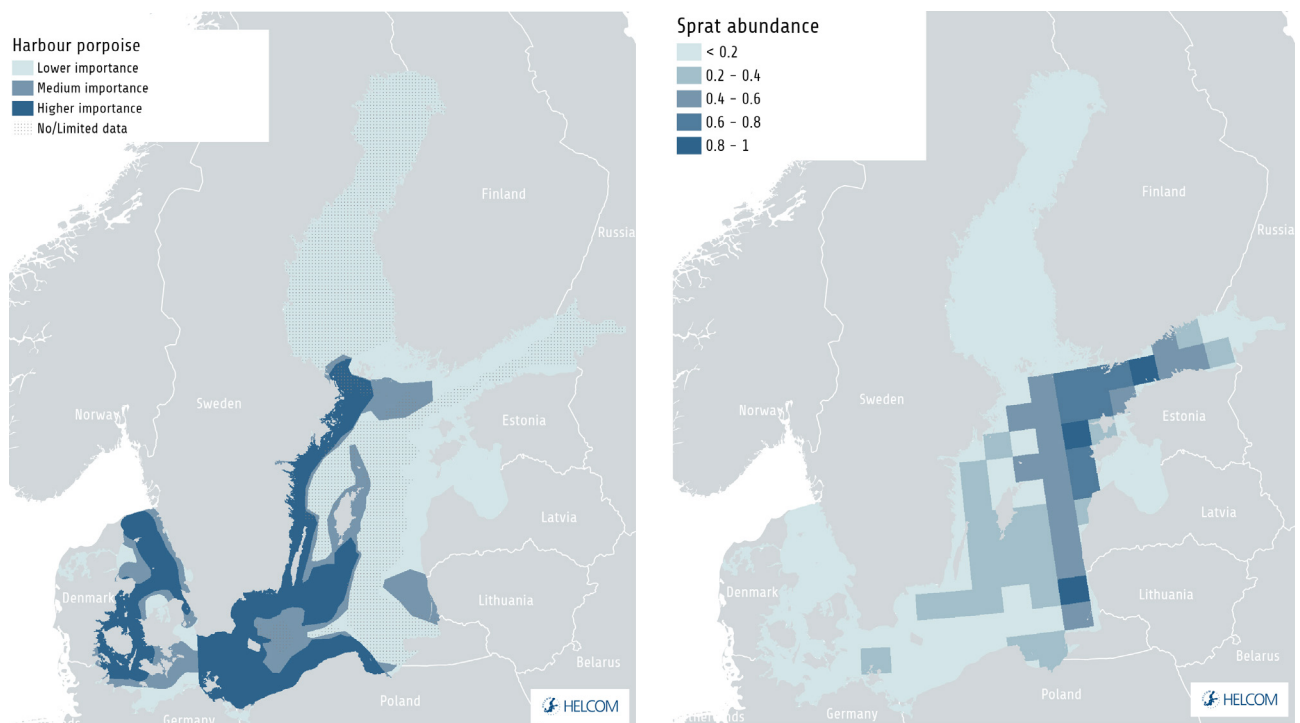 Harbour porpoise
Lower importance
Medium importance
Higher importance
No/Limited data
Finland
Russia
Norway
Sweden
Estonia
Latvia
Denmark
Lithuania
Belarus
Poland
Germany
HELCOM
Sprat abundance
< 0.2
0.2 - 0.4
0.4 - 0.6
0.6 - 0.8
0.8 - 1
Finland
Russia
Norway
Sweden
Estonia
Latvia
Denmark
Lithuania
Belarus
Poland
Germany
HELCOM